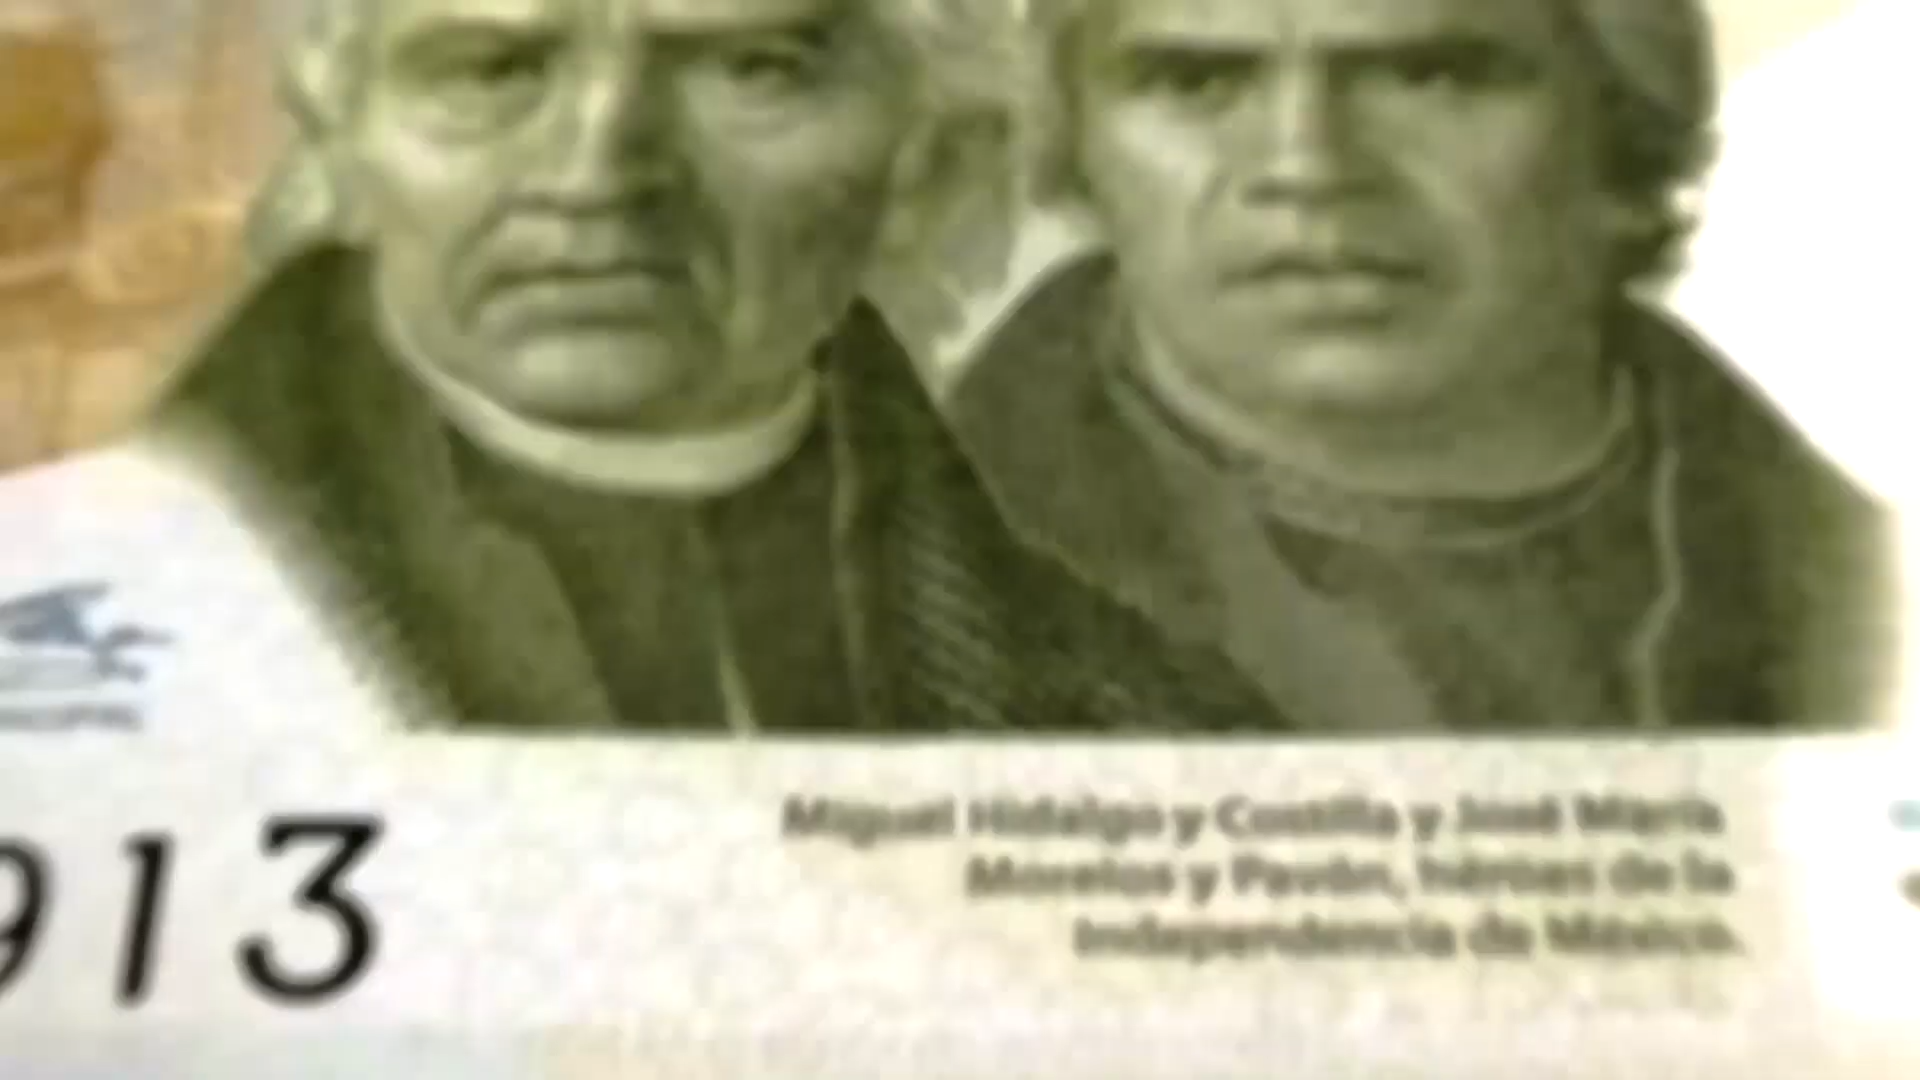 913
Miguel Hidalgo y Costilla y José María
Morelos y Pavón, héroes de la
Independencia de México.